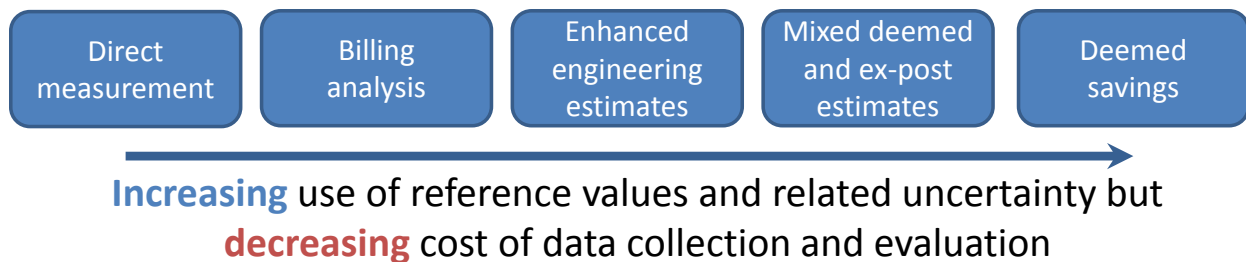 Direct
measurement
Billing
analysis
Enhanced
engineering
estimates
Mixed deemed
and ex-post
estimates
Deemed
savings
Increasing use of reference values and related uncertainty but
decreasing cost of data collection and evaluation